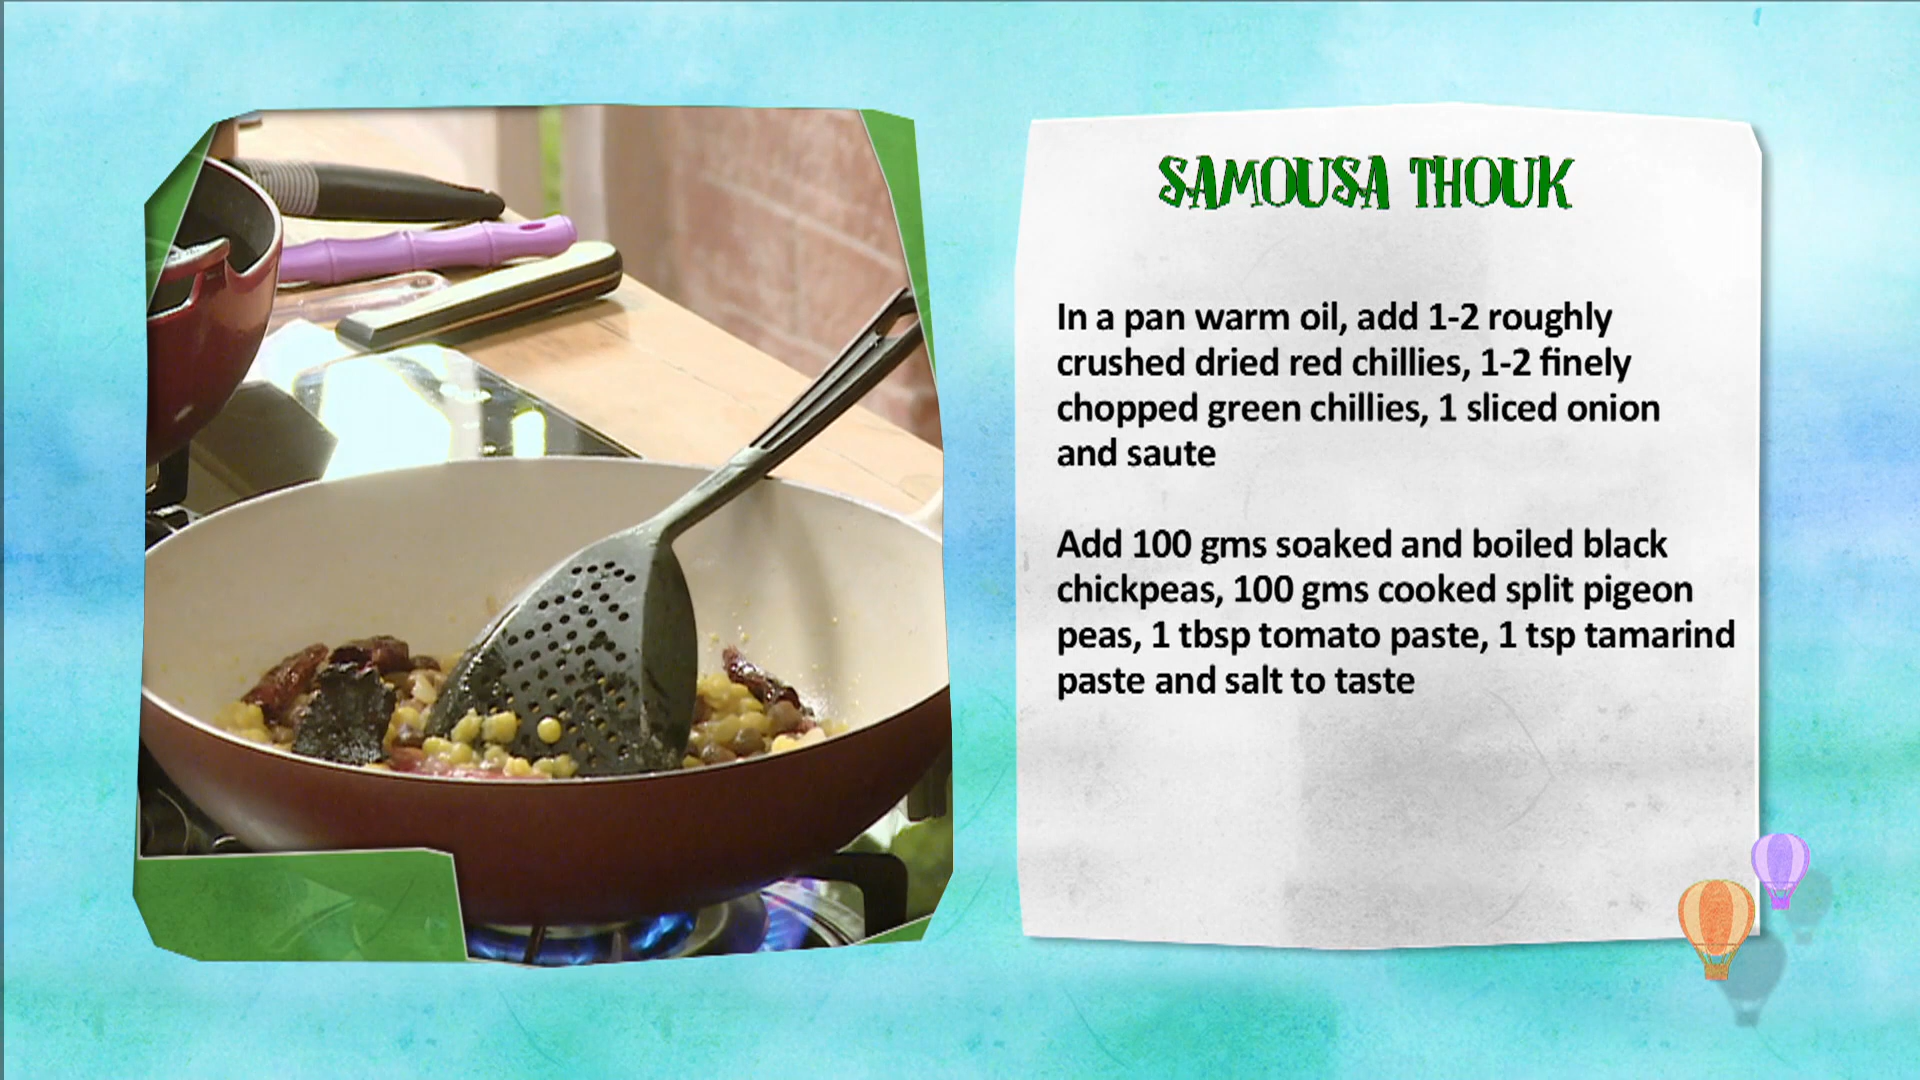 SAMOUSA THOUK
In a pan warm oil, add 1-2 roughly
crushed dried red chillies, 1-2 finely
chopped green chillies, 1 sliced onion
and saute
Add 100 gms soaked and boiled black
chickpeas, 100 gms cooked split pigeon
peas, 1 tbsp tomato paste, 1 tsp tamarind
paste and salt to taste